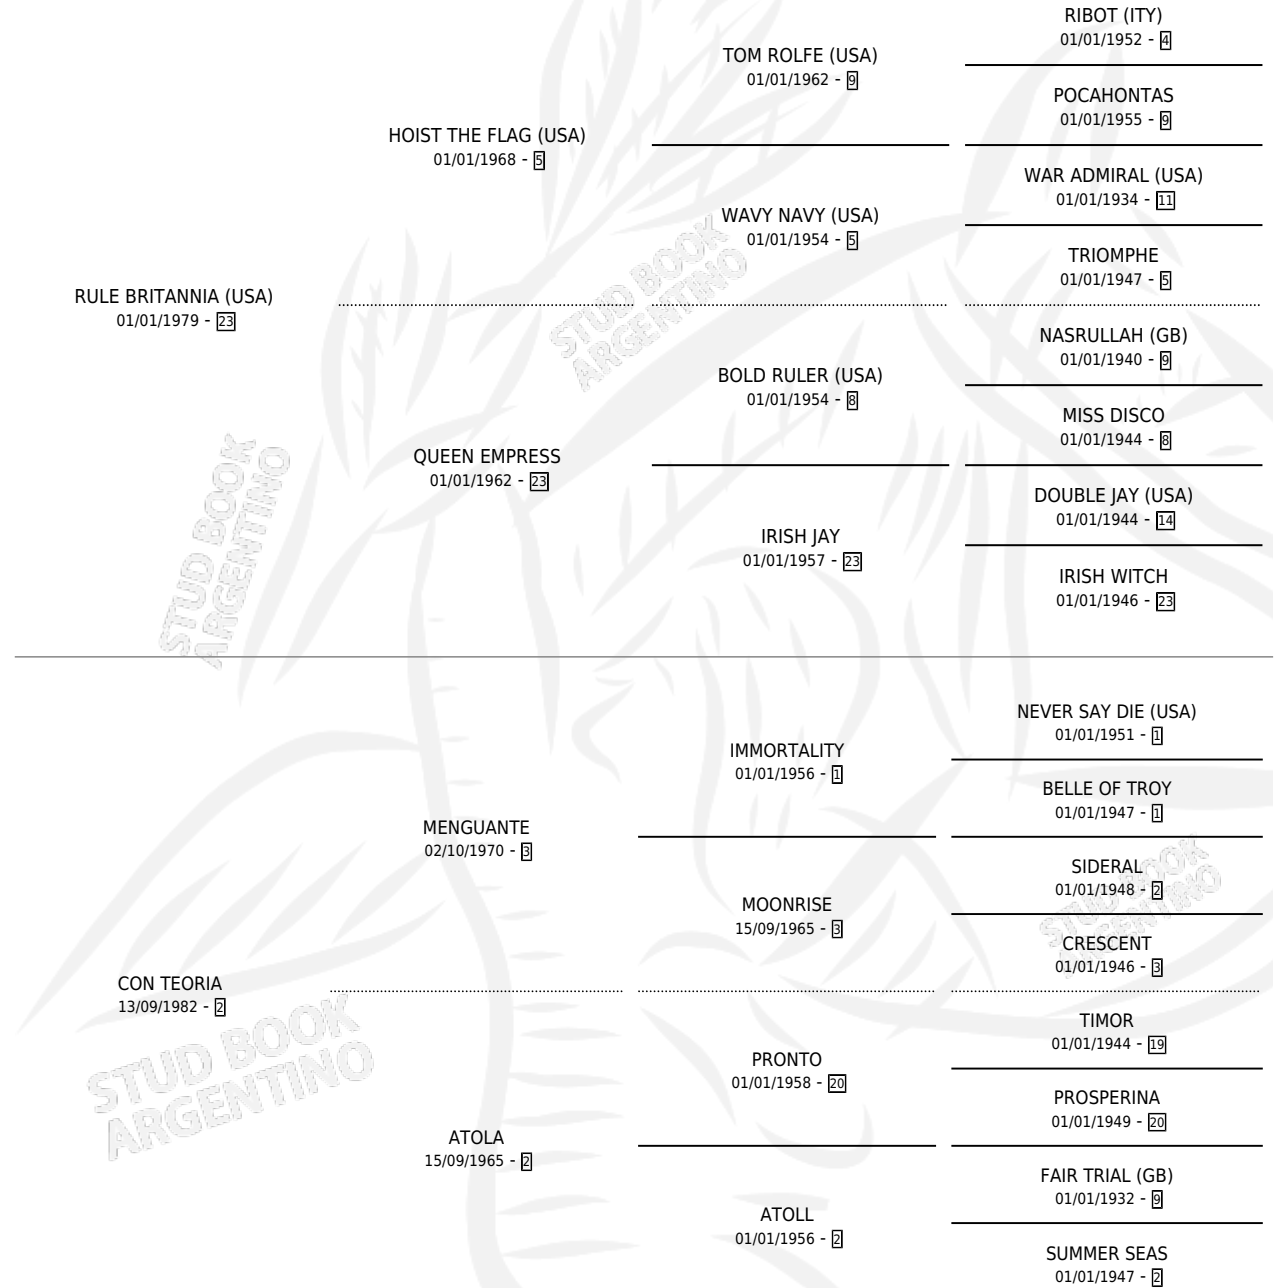 RIBOT (ITY)
01/01/1952 - 4
TOM ROLFE (USA)
01/01/1962 - 9
POCAHONTAS
01/01/1955 - 9
HOIST THE FLAG (USA)
01/01/1968 - 5
WAR ADMIRAL (USA)
01/01/1934 - 11
WAVY NAVY (USA)
01/01/1954 - 5
TRIOMPHE
01/01/1947 - 5
RULE BRITANNIA (USA)
01/01/1979 - 23
NASRULLAH (GB)
01/01/1940 - 9
BOLD RULER (USA)
01/01/1954 - 8
MISS DISCO
01/01/1944 - 8
QUEEN EMPRESS
01/01/1962 - 23
DOUBLE JAY (USA)
01/01/1944 - 14
IRISH JAY
01/01/1957 - 23
IRISH WITCH
01/01/1946 - 23
NEVER SAY DIE (USA)
01/01/1951 - 1
IMMORTALITY
01/01/1956 - 1
BELLE OF TROY
01/01/1947 - 1
MENGUANTE
02/10/1970 - 3
SIDERAL
01/01/1948 - 2
MOONRISE
15/09/1965 - 3
CRESCENT
01/01/1946 - 3
CON TEORIA
13/09/1982 - 2
TIMOR
01/01/1944 - 19
PRONTO
01/01/1958 - 20
PROSPERINA
01/01/1949 - 20
ATOLA
15/09/1965 - 2
FAIR TRIAL (GB)
01/01/1932 - 9
ATOLL
01/01/1956 - 2
SUMMER SEAS
01/01/1947 - 2
STUD BOOK
ARGENTINO
STUD BOOK
ARGENTINO
STUD BOOK
ARGENTINO
STUD BOOK
ARGENTINO